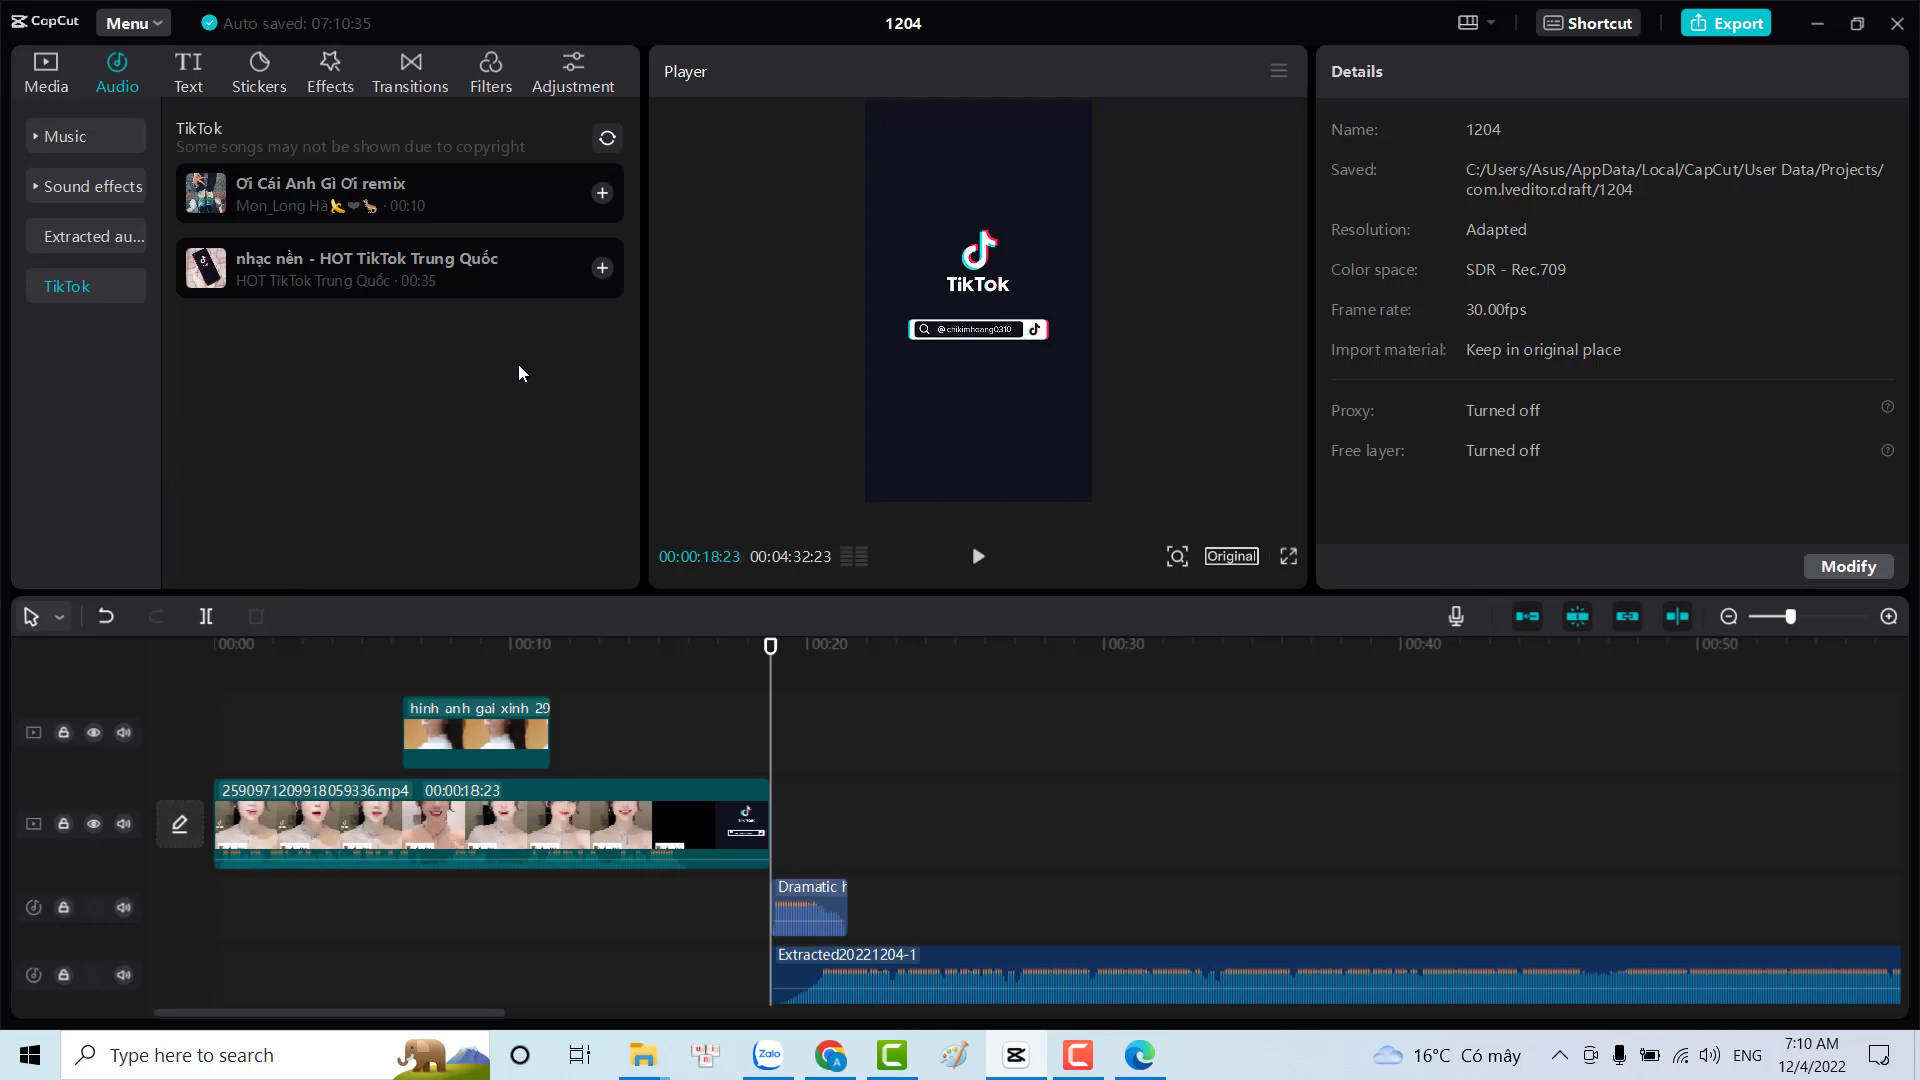 CapCut Menu Auto saved: 07:10:35 1204 Shortcut Export
Media Audio Text Stickers Effects Transitions Filters Adjustment
Music
Sound effects
Extracted au...
TikTok
TikTok
Some songs may not be shown due to copyright
Ơi Cái Anh Gì Ơi remix
Mon_Long Hà🍌❤🐆 · 00:10
nhạc nền - HOT TikTok Trung Quốc
HOT TikTok Trung Quốc · 00:35
Player
TikTok
@chikimhoang0310
00:00:18:23 00:04:32:23
Original
Details
Name: 1204
Saved: C:/Users/Asus/AppData/Local/CapCut/User Data/Projects/
com.lveditor.draft/1204
Resolution: Adapted
Color space: SDR - Rec.709
Frame rate: 30.00fps
Import material: Keep in original place
Proxy: Turned off
Free layer: Turned off
Modify
00:00 00:10 00:20 00:30 00:40 00:50
hinh anh gai xinh 29
2590971209918059336.mp4 00:00:18:23
Dramatic h
Extracted20221204-1
Type here to search
Zalo
16°C Có mây
ENG
7:10 AM
12/4/2022